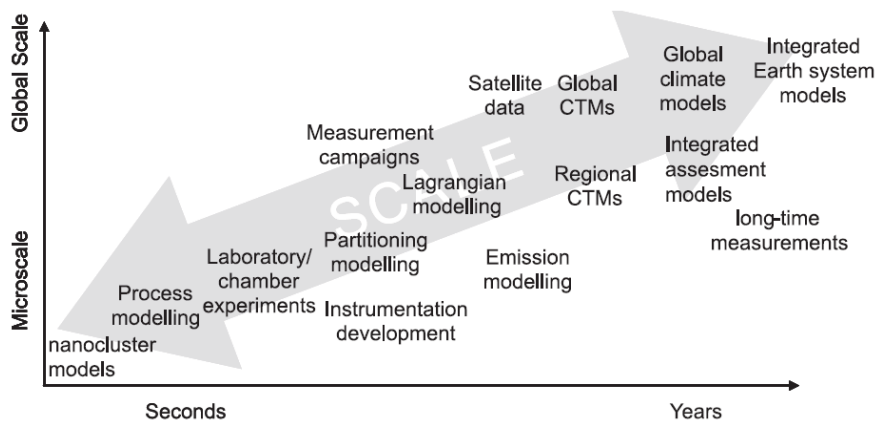 Global Scale
Microscale
Integrated
Earth system
models
Global
climate
models
Satellite
data
Global
CTMs
Measurement
campaigns
Integrated
assesment
models
SCALE
Lagrangian
modelling
Regional
CTMs
long-time
measurements
Partitioning
modelling
Laboratory/
chamber
experiments
Emission
modelling
Process
modelling
Instrumentation
development
nanocluster
models
Seconds
Years